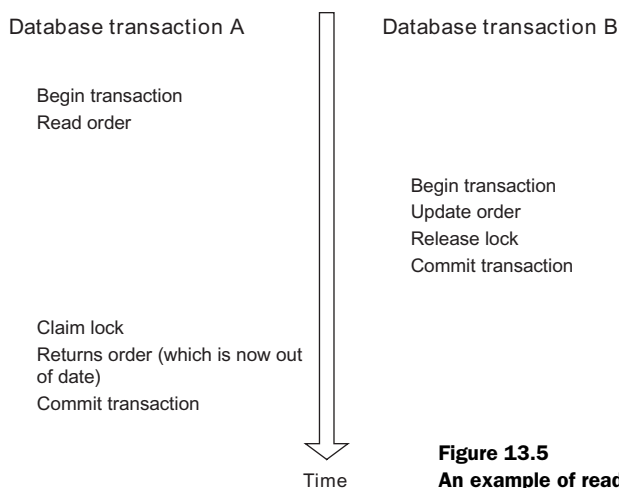 Database transaction A
Database transaction B
Begin transaction
Read order
Begin transaction
Update order
Release lock
Commit transaction
Claim lock
Returns order (which is now out
of date)
Commit transaction
Time
Figure 13.5
An example of read